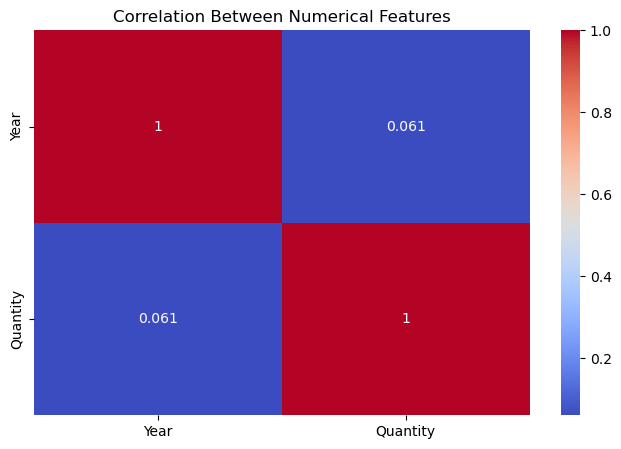 Correlation Between Numerical Features
Year
1
0.061
Quantity
0.061
1
Year
Quantity
1.0
0.8
0.6
0.4
0.2